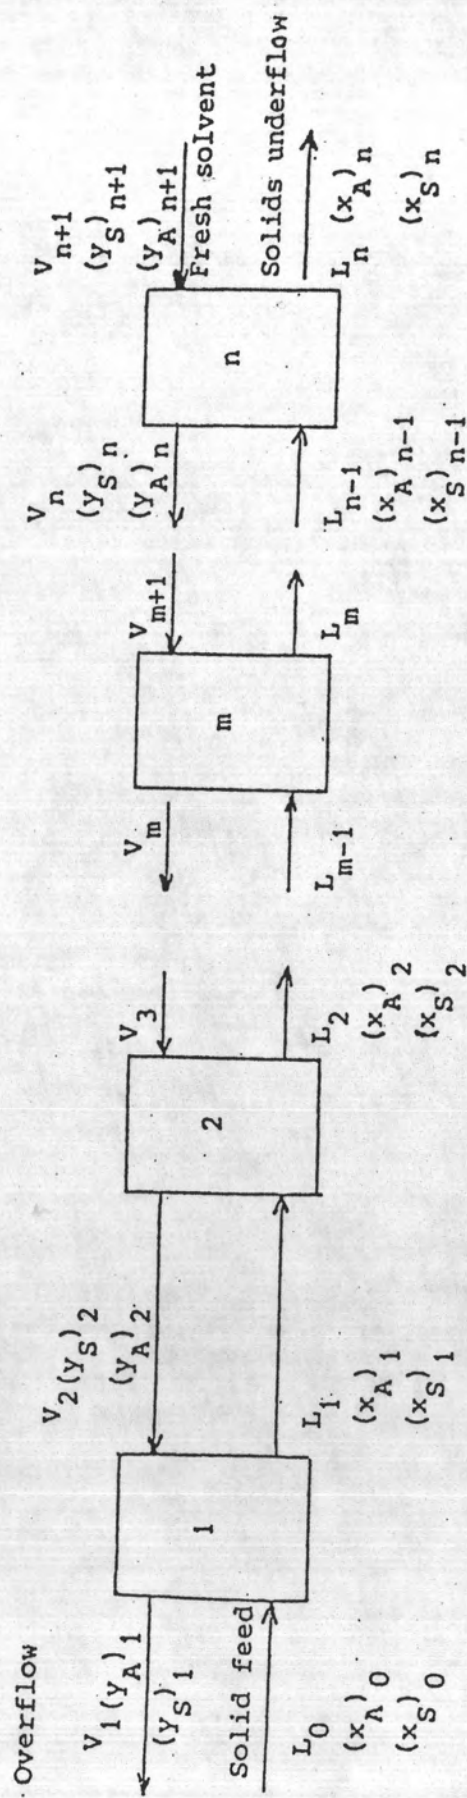 Overflow
V1(yA)1
(yS)1
Solid feed
L0
(xA)0
(xS)0
1
V2(yS)2
(yA)2
L1
(xA)1
(xS)1
2
V3
L2
(xA)2
(xS)2
Vm
Lm-1
m
Vm+1
Lm
Vn
(yS)n
(yA)n
Ln-1
(xA)n-1
(xS)n-1
n
Vn+1
(yS)n+1
(yA)n+1
Fresh solvent
Solids underflow
Ln (xA)n
(xS)n